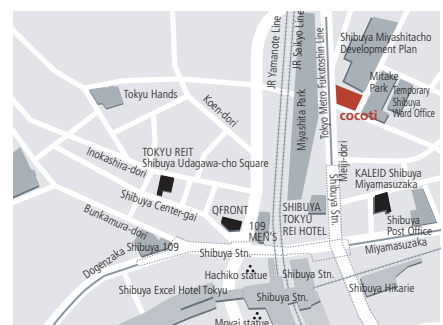 JR Yamanote Line
JR Saikyo Line
Tokyo Metro Fukutoshin Line
Shibuya Miyashitacho
Development Plan
Mitake
Park
Temporary
Shibuya
Ward Office
cocoti
Tokyu Hands
Koen-dori
Miyashita Park
Meiji-dori
Inokashira-dori
TOKYU REIT
Shibuya Udagawa-cho Square
KALEID Shibuya
Miyamasuzaka
Shibuya Center-gai
Shibuya Stn.
QFRONT
SHIBUYA
TOKYU
REI HOTEL
Shibuya
Post Office
Bunkamura-dori
109
MEN'S
Miyamasuzaka
Dogenzaka
Shibuya 109
Shibuya Stn.
Hachiko statue
Shibuya Stn.
Shibuya Excel Hotel Tokyu
Shibuya Stn.
Shibuya Hikarie
Moyai statue